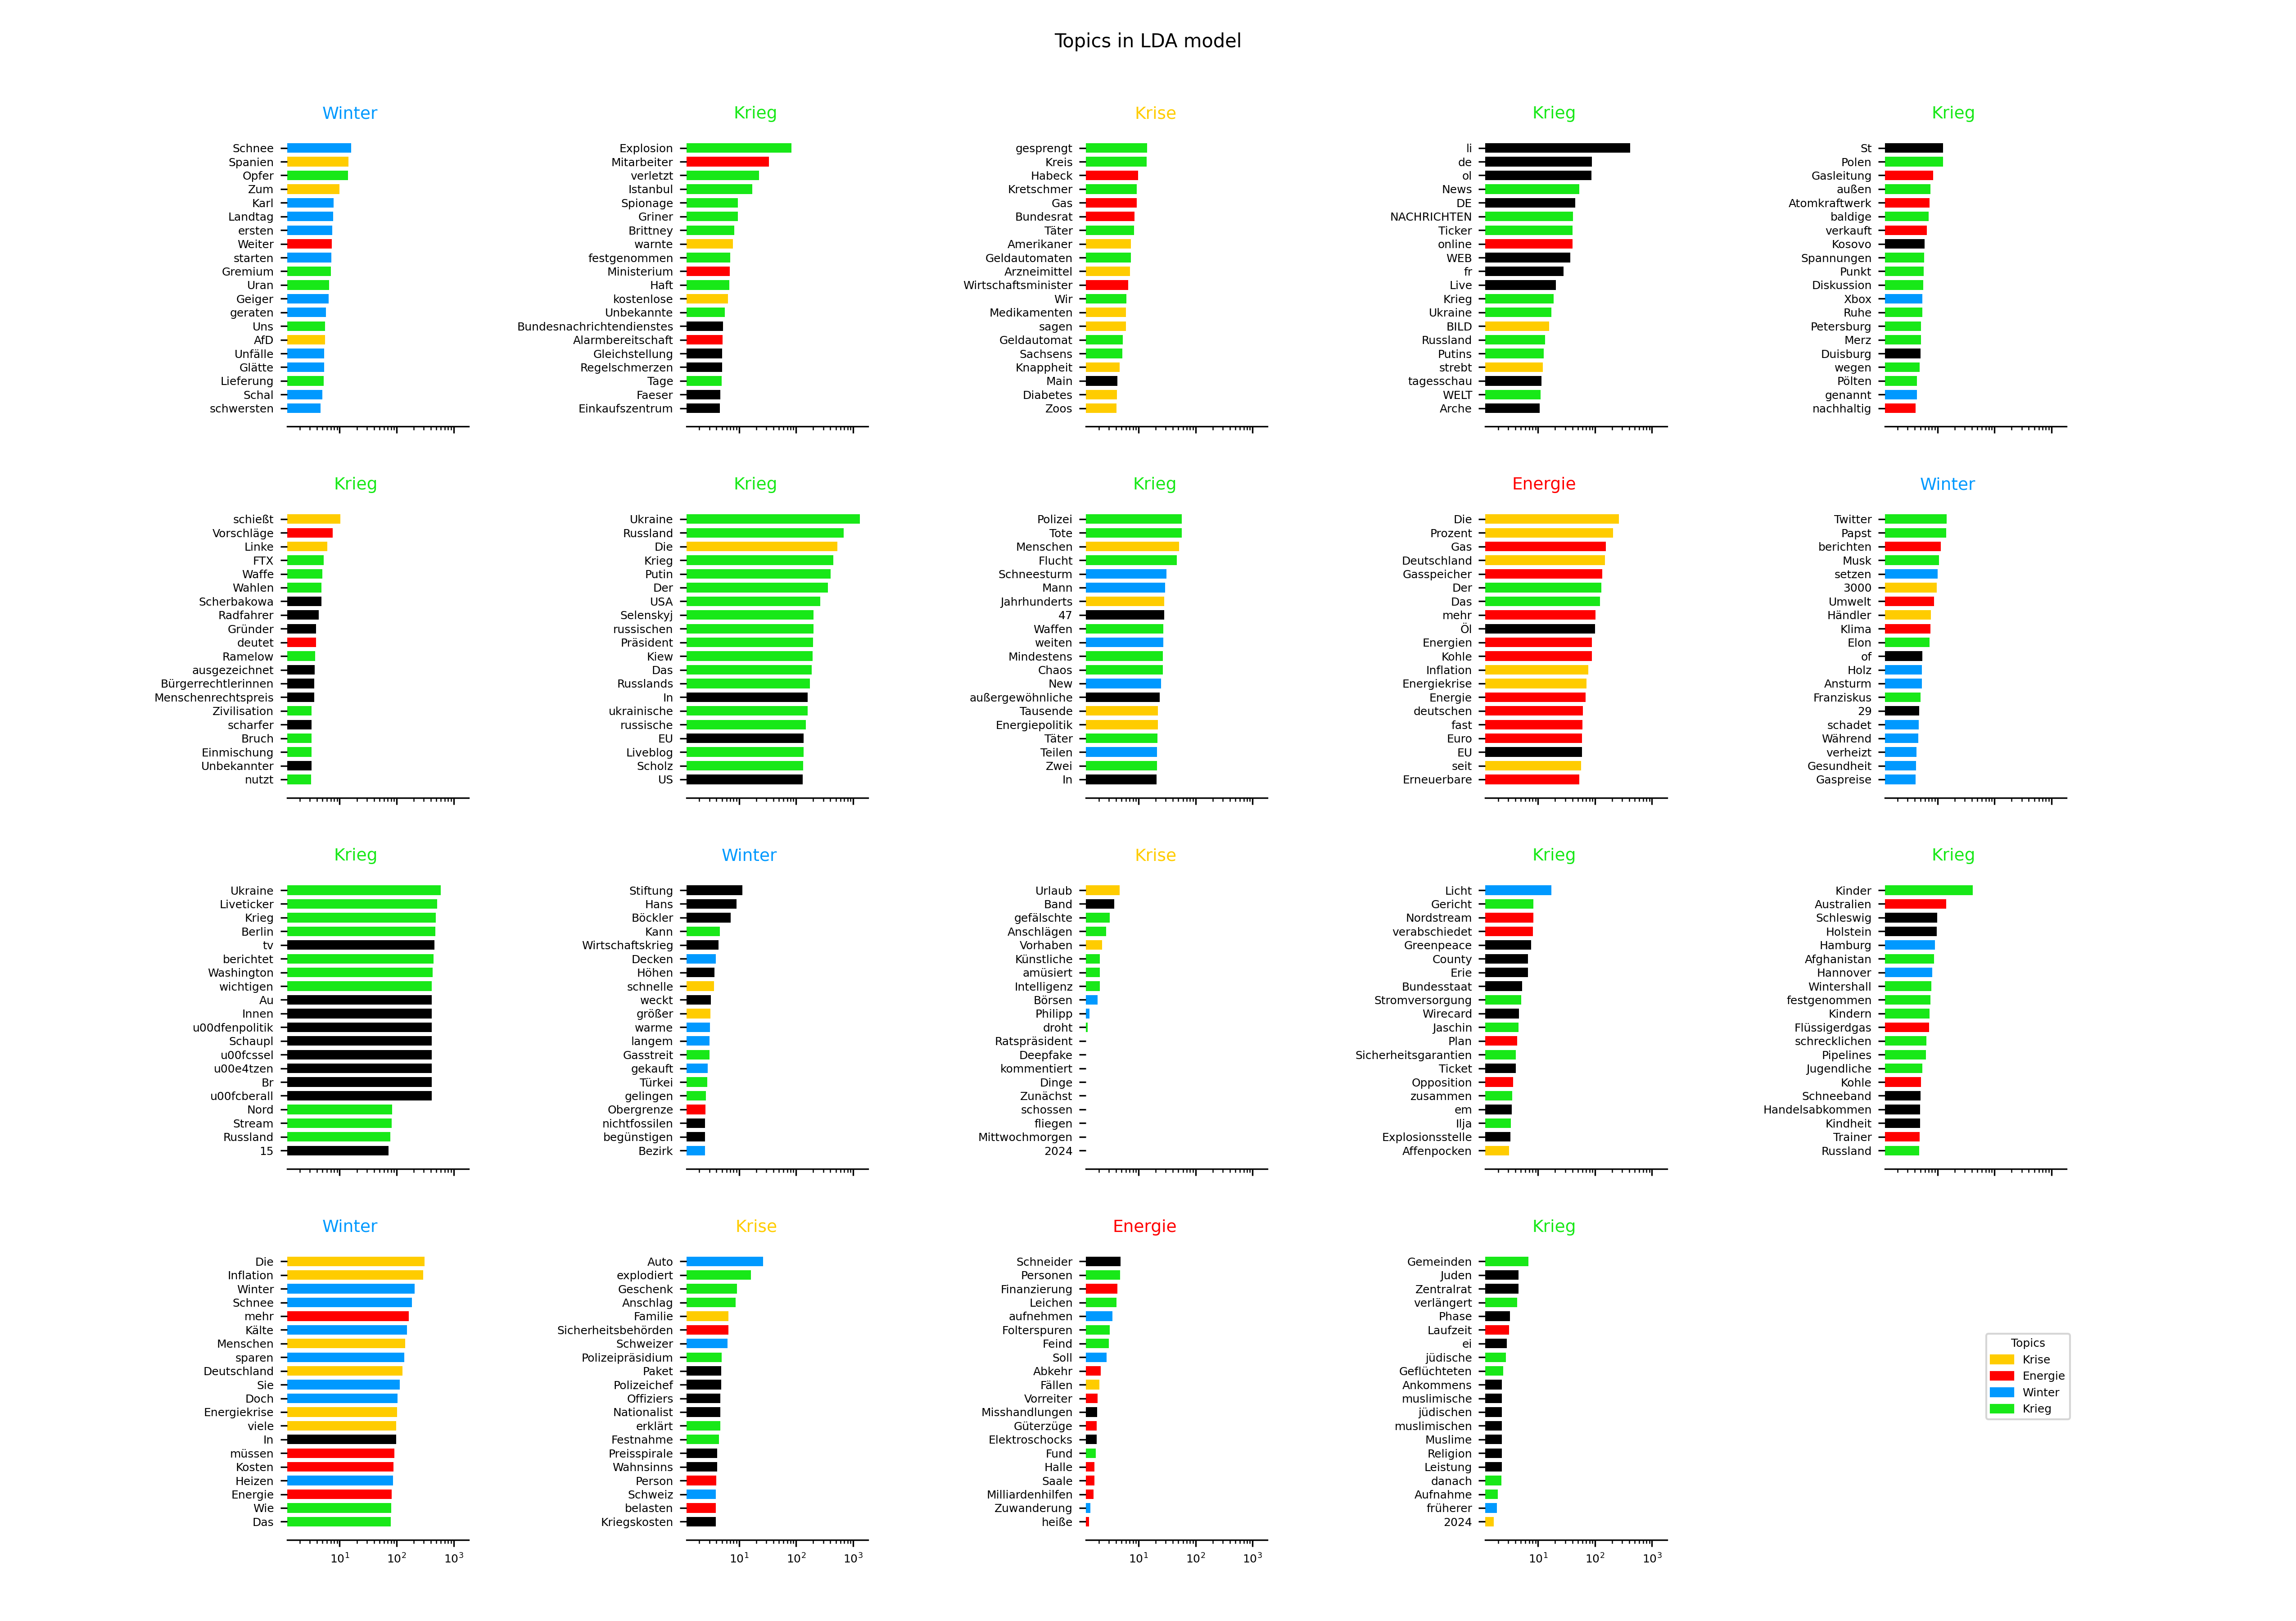 Topics in LDA model
Winter
Schnee
Spanien
Opfer
Zum
Karl
Landtag
ersten
Weiter
starten
Gremium
Uran
Geiger
geraten
Uns
AfD
Unfälle
Glätte
Lieferung
Schal
schwersten
Krieg
Explosion
Mitarbeiter
verletzt
Istanbul
Spionage
Griner
Brittney
warnte
festgenommen
Ministerium
Haft
kostenlose
Unbekannte
Bundesnachrichtendienstes
Alarmbereitschaft
Gleichstellung
Regelschmerzen
Tage
Faeser
Einkaufszentrum
Krise
gesprengt
Kreis
Habeck
Kretschmer
Gas
Bundesrat
Täter
Amerikaner
Geldautomaten
Arzneimittel
Wirtschaftsminister
Wir
Medikamenten
sagen
Geldautomat
Sachsens
Knappheit
Main
Diabetes
Zoos
Krieg
li
de
ol
News
DE
NACHRICHTEN
Ticker
online
WEB
fr
Live
Krieg
Ukraine
BILD
Russland
Putins
strebt
tagesschau
WELT
Arche
Krieg
St
Polen
Gasleitung
außen
Atomkraftwerk
baldige
verkauft
Kosovo
Spannungen
Punkt
Diskussion
Xbox
Ruhe
Petersburg
Merz
Duisburg
wegen
Pölten
genannt
nachhaltig
Krieg
schießt
Vorschläge
Linke
FTX
Waffe
Wahlen
Scherbakowa
Radfahrer
Gründer
deutet
Ramelow
ausgezeichnet
Bürgerrechtlerinnen
Menschenrechtspreis
Zivilisation
scharfer
Bruch
Einmischung
Unbekannter
nutzt
Krieg
Ukraine
Russland
Die
Krieg
Putin
Der
USA
Selenskyj
russischen
Präsident
Kiew
Das
Russlands
In
ukrainische
russische
EU
Liveblog
Scholz
US
Krieg
Polizei
Tote
Menschen
Flucht
Schneesturm
Mann
Jahrhunderts
47
Waffen
weiten
Mindestens
Chaos
New
außergewöhnliche
Tausende
Energiepolitik
Täter
Teilen
Zwei
In
Energie
Die
Prozent
Gas
Deutschland
Gasspeicher
Der
Das
mehr
Öl
Energien
Kohle
Inflation
Energiekrise
Energie
deutschen
fast
Euro
EU
seit
Erneuerbare
Winter
Twitter
Papst
berichten
Musk
setzen
3000
Umwelt
Händler
Klima
Elon
of
Holz
Ansturm
Franziskus
29
schadet
Während
verheizt
Gesundheit
Gaspreise
Krieg
Ukraine
Liveticker
Krieg
Berlin
tv
berichtet
Washington
wichtigen
Au
Innen
u00dfenpolitik
Schaupl
u00fcssel
u00e4tzen
Br
u00fcberall
Nord
Stream
Russland
15
Winter
Stiftung
Hans
Böckler
Kann
Wirtschaftskrieg
Decken
Höhen
schnelle
weckt
größer
warme
langem
Gasstreit
gekauft
Türkei
gelingen
Obergrenze
nichtfossilen
begünstigen
Bezirk
Krise
Urlaub
Band
gefälschte
Anschlägen
Vorhaben
Künstliche
amüsiert
Intelligenz
Börsen
Philipp
droht
Ratspräsident
Deepfake
kommentiert
Dinge
Zunächst
schossen
fliegen
Mittwochmorgen
2024
Krieg
Licht
Gericht
Nordstream
verabschiedet
Greenpeace
County
Erie
Bundesstaat
Stromversorgung
Wirecard
Jaschin
Plan
Sicherheitsgarantien
Ticket
Opposition
zusammen
em
Ilja
Explosionsstelle
Affenpocken
Krieg
Kinder
Australien
Schleswig
Holstein
Hamburg
Afghanistan
Hannover
Wintershall
festgenommen
Kindern
Flüssigerdgas
schrecklichen
Pipelines
Jugendliche
Kohle
Schneeband
Handelsabkommen
Kindheit
Trainer
Russland
Winter
Die
Inflation
Winter
Schnee
mehr
Kälte
Menschen
sparen
Deutschland
Sie
Doch
Energiekrise
viele
In
müssen
Kosten
Heizen
Energie
Wie
Das
10¹ 10² 10³
Krise
Auto
explodiert
Geschenk
Anschlag
Familie
Sicherheitsbehörden
Schweizer
Polizeipräsidium
Paket
Polizeichef
Offiziers
Nationalist
erklärt
Festnahme
Preisspirale
Wahnsinns
Person
Schweiz
belasten
Kriegskosten
10¹ 10² 10³
Energie
Schneider
Personen
Finanzierung
Leichen
aufnehmen
Folterspuren
Feind
Soll
Abkehr
Fällen
Vorreiter
Misshandlungen
Güterzüge
Elektroschocks
Fund
Halle
Saale
Milliardenhilfen
Zuwanderung
heiße
10¹ 10² 10³
Krieg
Gemeinden
Juden
Zentralrat
verlängert
Phase
Laufzeit
ei
jüdische
Geflüchteten
Ankommens
muslimische
jüdischen
muslimischen
Muslime
Religion
Leistung
danach
Aufnahme
früherer
2024
10¹ 10² 10³
Topics
Krise
Energie
Winter
Krieg